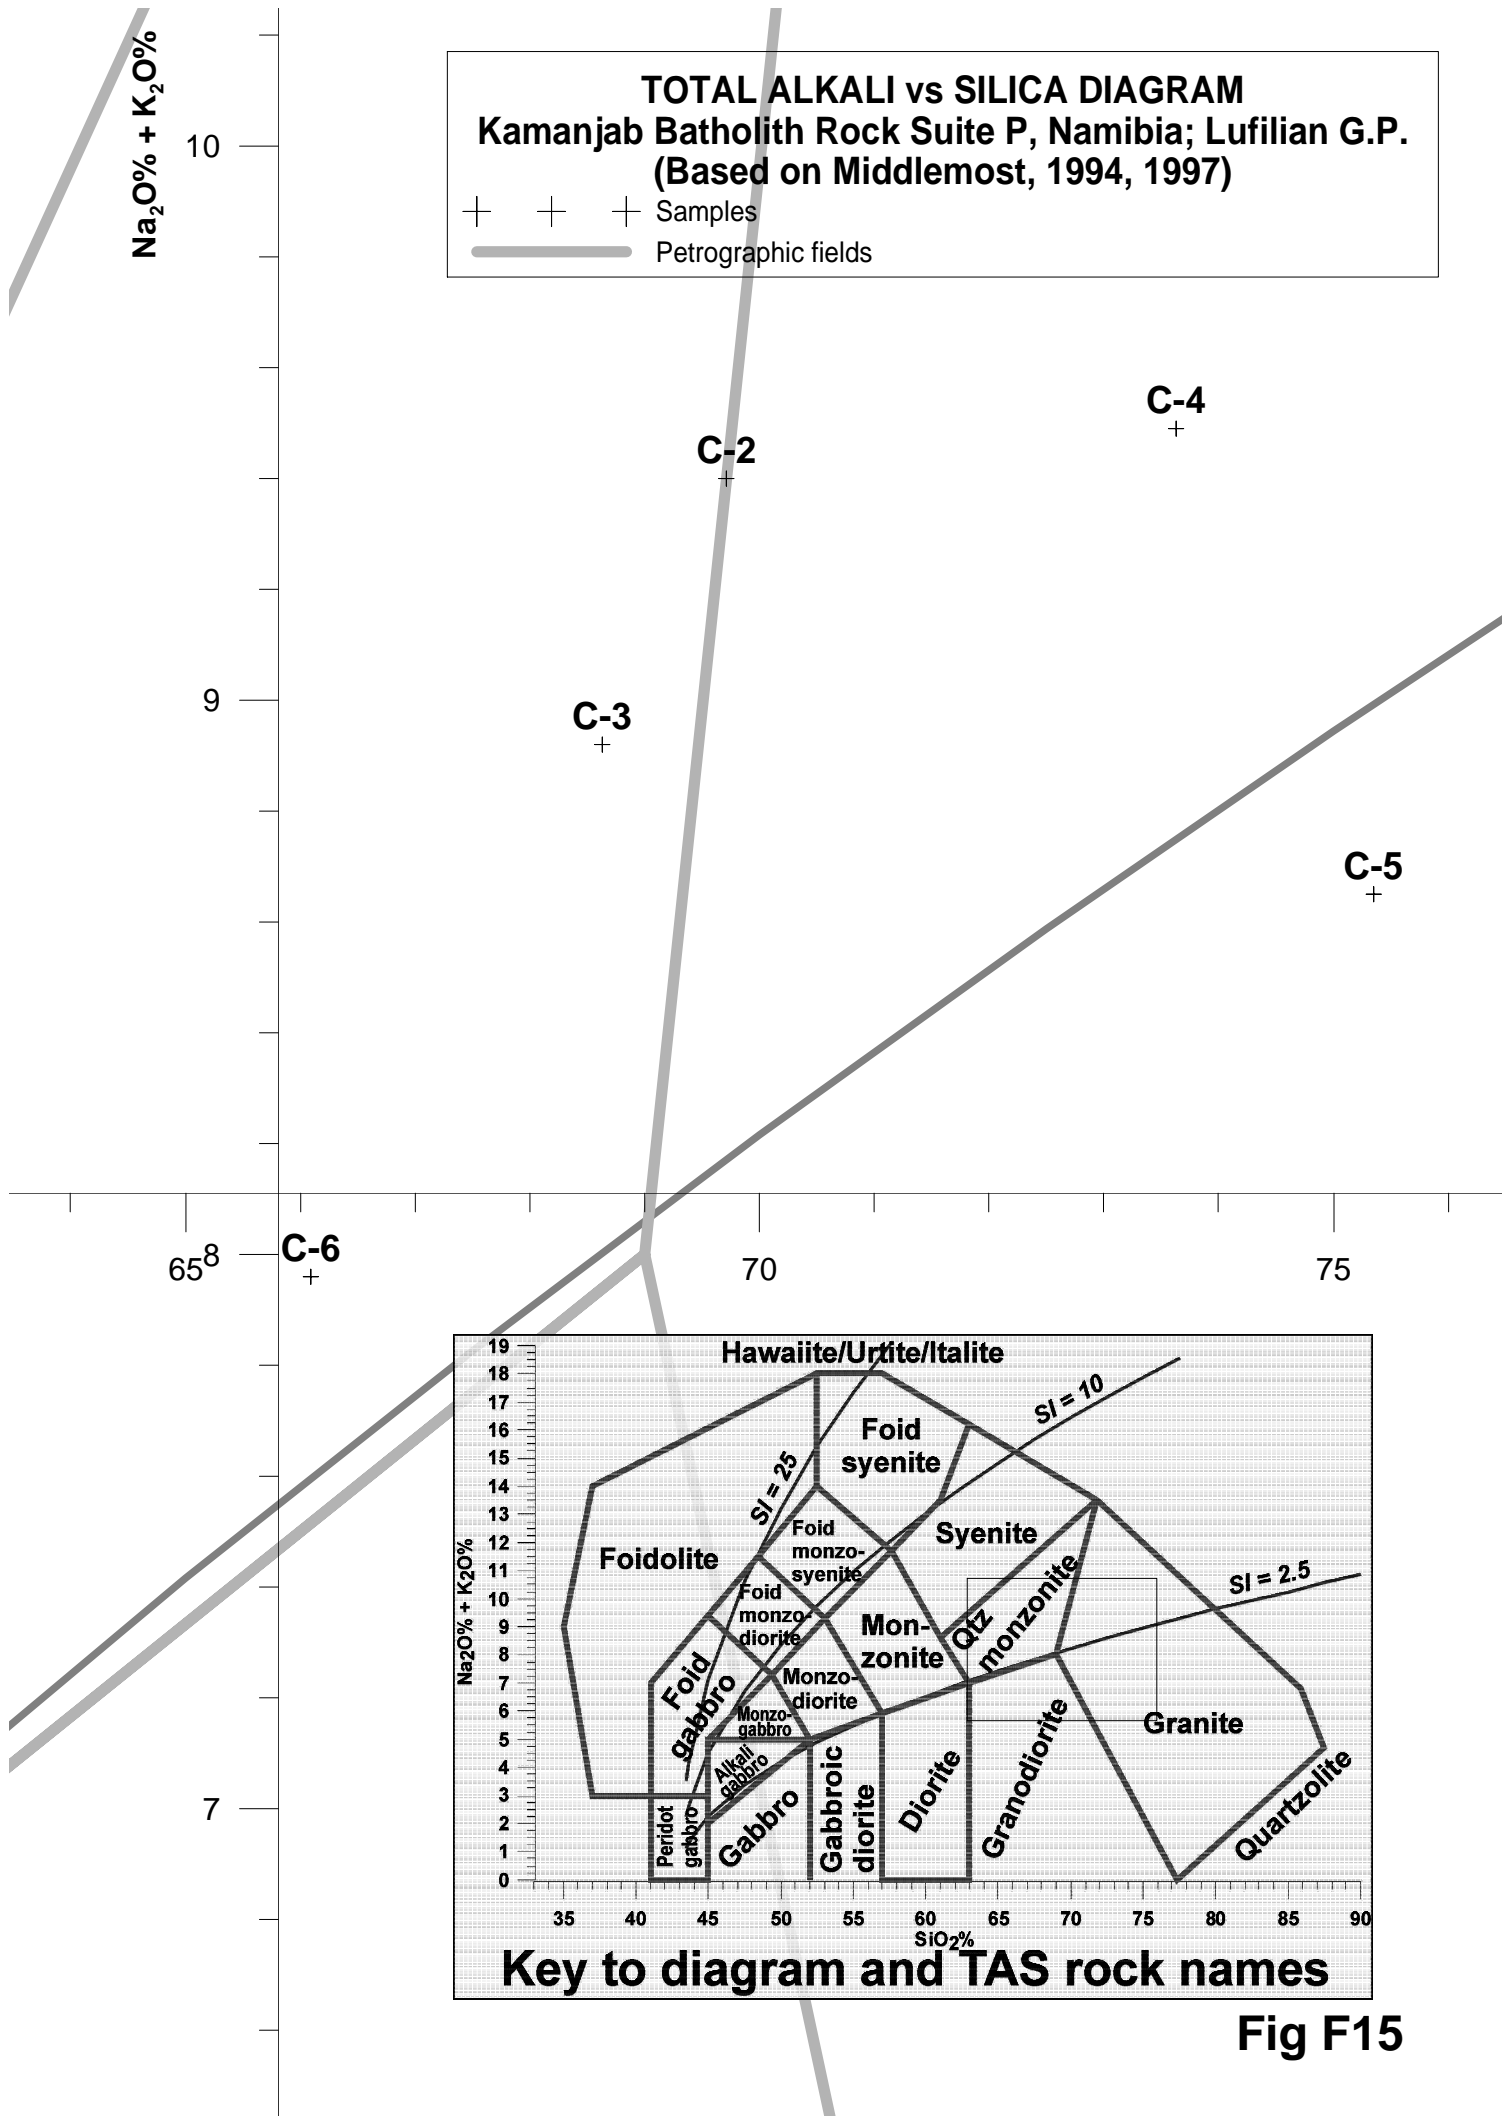 Na₂O% + K₂O%
TOTAL ALKALI vs SILICA DIAGRAM
Kamanjab Batholith Rock Suite P, Namibia; Lufilian G.P.
(Based on Middlemost, 1994, 1997)
Samples
Petrographic fields
10
C-4
C-2
9
C-3
C-5
8
C-6
65
70
75
7
19
18
17
16
15
14
13
12
11
10
9
8
7
6
5
4
3
2
1
0
Na₂O% + K₂O%
Hawaiite/Urtite/Italite
SI = 10
Foid
syenite
SI = 25
Foidolite
Foid
monzo-
syenite
Syenite
SI = 2.5
Foid
monzo-
diorite
Mon-
zonite
Qtz
monzonite
Foid
gabbro
Monzo-
diorite
Monzo-
gabbro
Alkali
gabbro
Peridot
gabbro
Gabbro
Gabbroic
diorite
Diorite
Granodiorite
Granite
Quartzolite
35 40 45 50 55 60 65 70 75 80 85 90
SiO₂%
Key to diagram and TAS rock names
Fig F15